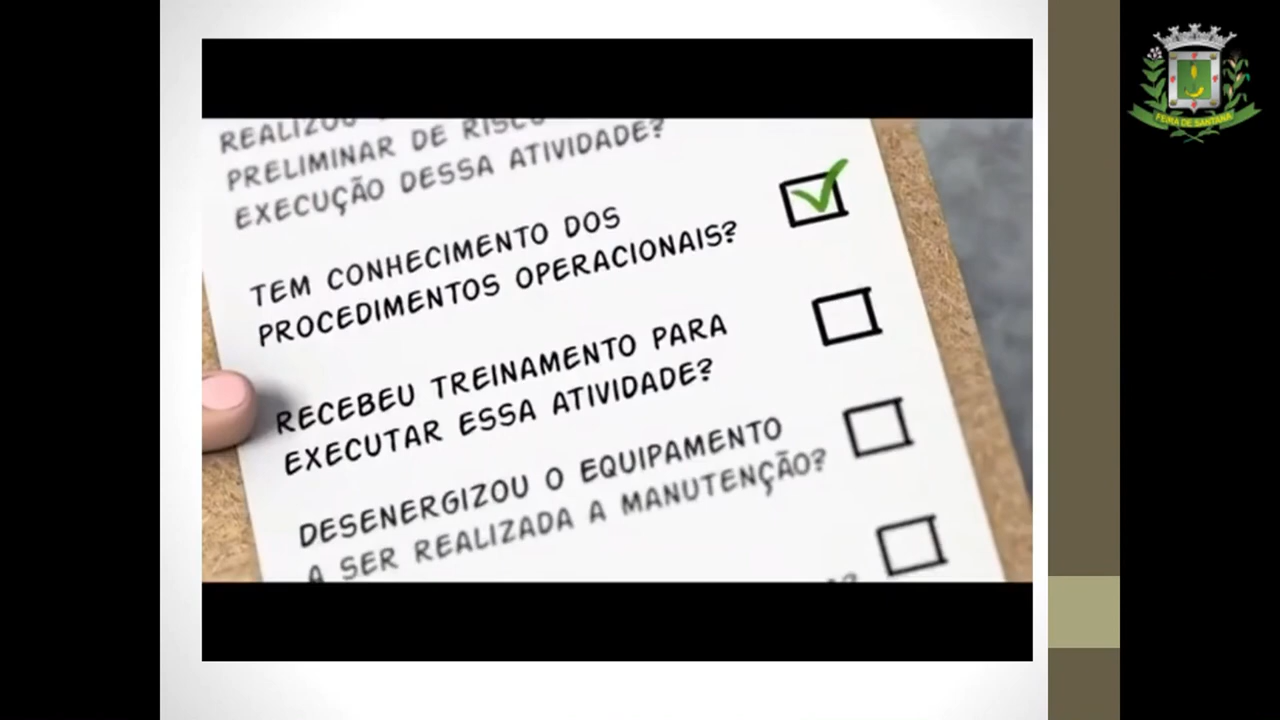 REALIZOU
PRELIMINAR DE RISCO
EXECUÇÃO DESSA ATIVIDADE?
TEM CONHECIMENTO DOS
PROCEDIMENTOS OPERACIONAIS?
RECEBEU TREINAMENTO PARA
EXECUTAR ESSA ATIVIDADE?
DESENERGIZOU O EQUIPAMENTO
A SER REALIZADA A MANUTENÇÃO?
FEIRA DE SANTANA